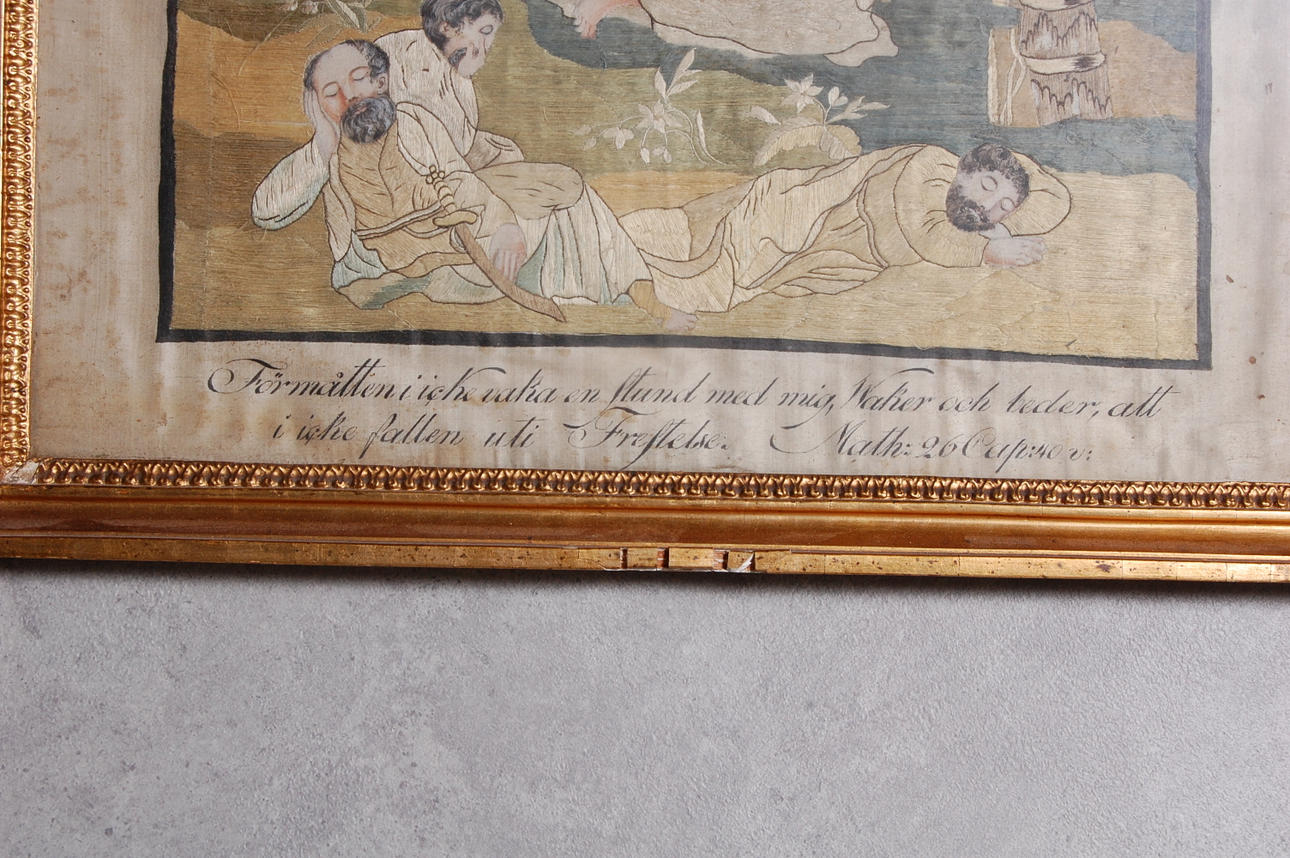 Förmåtten i icke vaka en stund med mig, Waker och beder, att
i icke fallen uti Frestelse. Math: 26 Cap: 40 v: